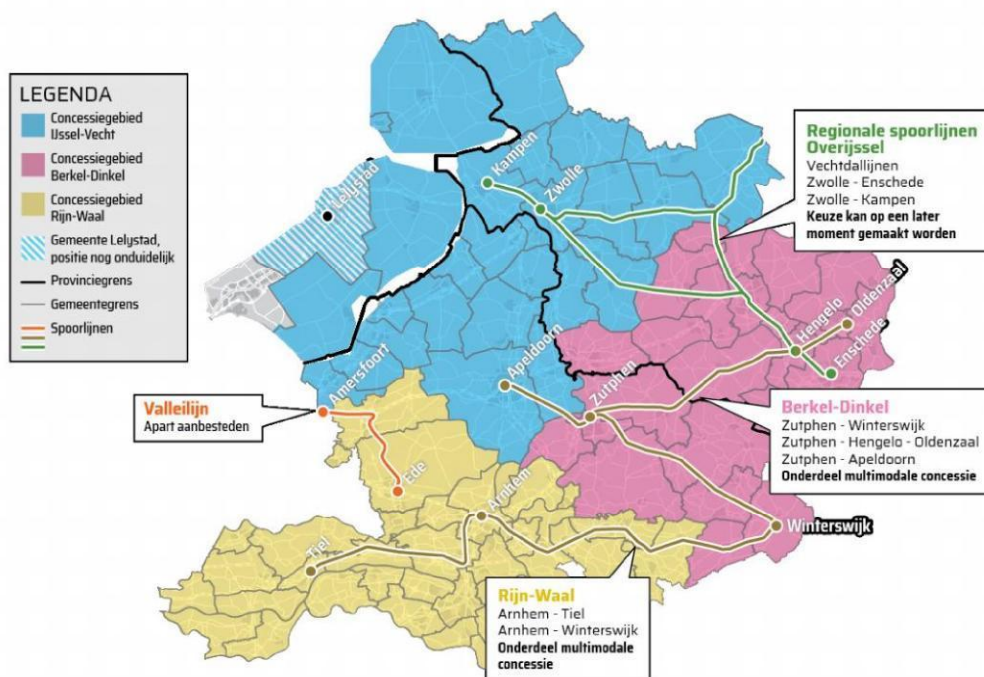 LEGENDA
Concessiegebied
IJssel-Vecht
Concessiegebied
Berkel-Dinkel
Concessiegebied
Rijn-Waal
Gemeente Lelystad,
positie nog onduidelijk
Provinciegrens
Gemeentegrens
Spoorlijnen
Lelystad
Kampen
Zwolle
Regionale spoorlijnen
Overijssel
Vechtdallijnen
Zwolle - Enschede
Zwolle - Kampen
Keuze kan op een later
moment gemaakt worden
Oldenzaal
Hengelo
Enschede
Apeldoorn
Zutphen
Amersfoort
Valleilijn
Apart aanbesteden
Ede
Arnhem
Berkel-Dinkel
Zutphen - Winterswijk
Zutphen - Hengelo - Oldenzaal
Zutphen - Apeldoorn
Onderdeel multimodale concessie
Winterswijk
Tiel
Rijn-Waal
Arnhem - Tiel
Arnhem - Winterswijk
Onderdeel multimodale
concessie